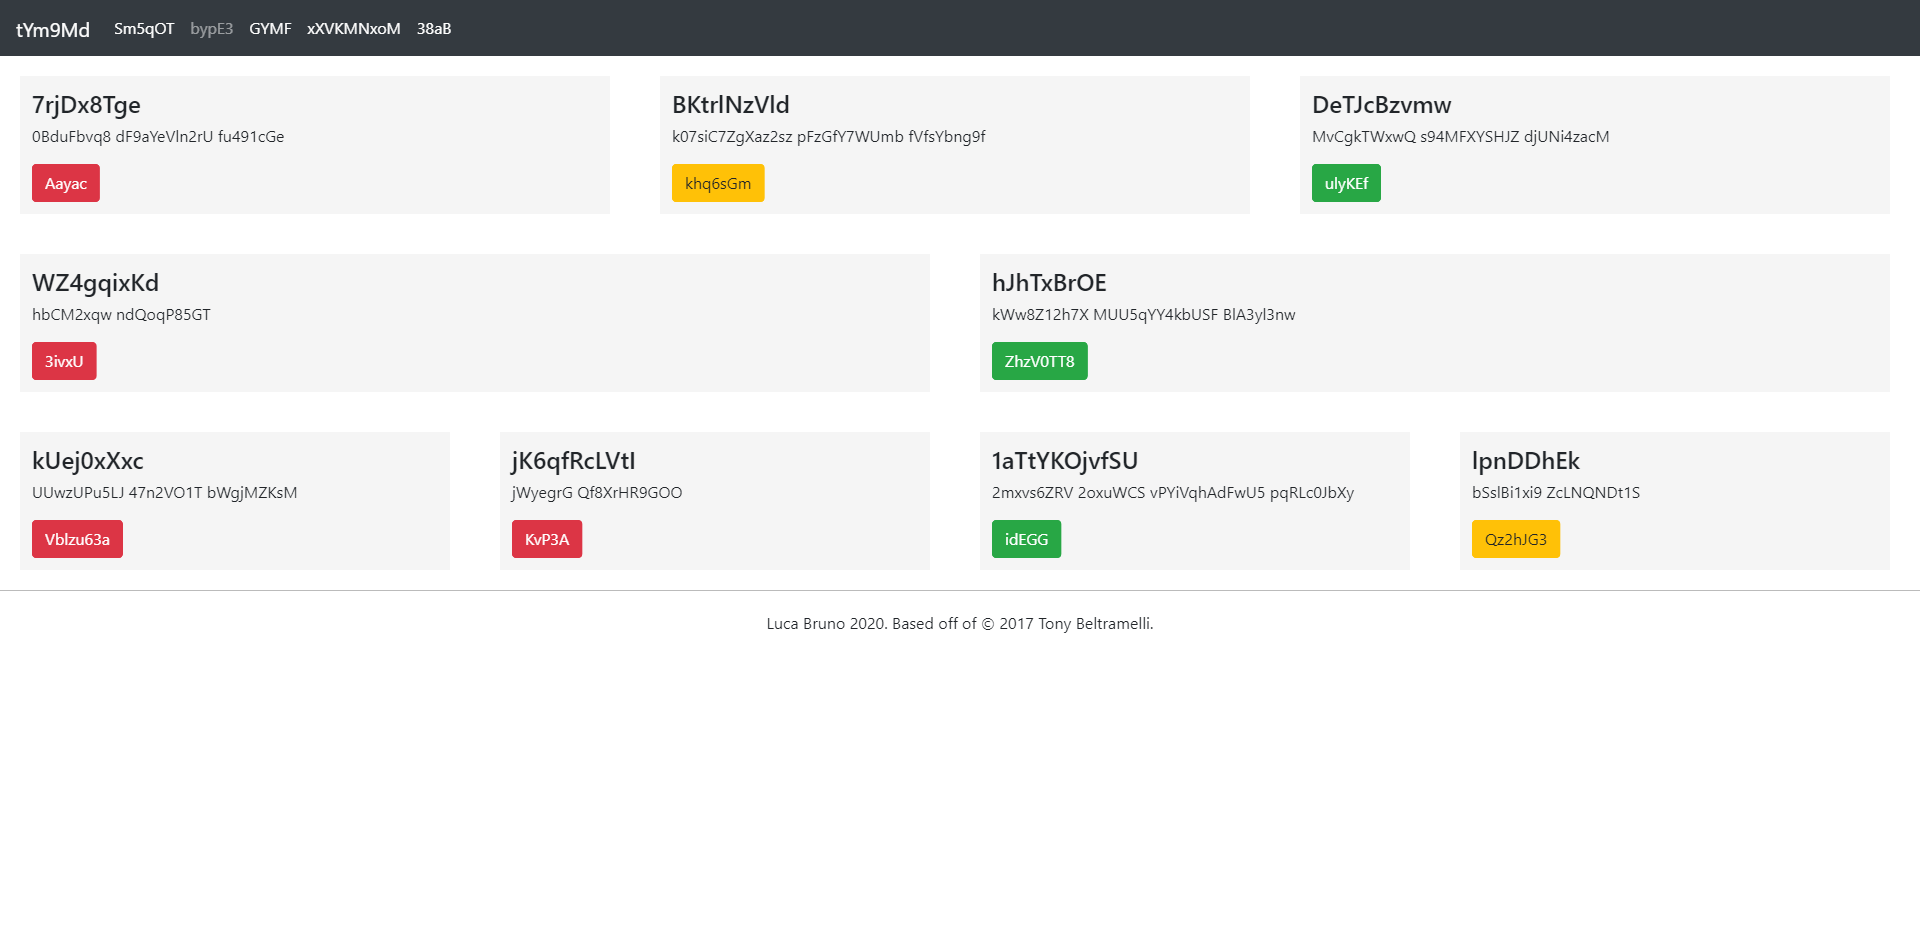 tYm9Md Sm5qOT bypE3 GYMF xXVKMNxoM 38aB
7rjDx8Tge
0BduFbvq8 dF9aYeVln2rU fu491cGe
Aayac
BKtrlNzVld
k07siC7ZgXaz2sz pFzGfY7WUmb fVfsYbng9f
khq6sGm
DeTJcBzvmw
MvCgkTWxwQ s94MFXYSHJZ djUNi4zacM
ulyKEf
WZ4gqixKd
hbCM2xqw ndQoqP85GT
3ivxU
hJhTxBrOE
kWw8Z12h7X MUU5qYY4kbUSF BlA3yl3nw
ZhzV0TT8
kUej0xXxc
UUwzUPu5LJ 47n2VO1T bWgjMZKsM
Vblzu63a
jK6qfRcLVtI
jWyegrG Qf8XrHR9GOO
KvP3A
1aTtYKOjvfSU
2mxvs6ZRV 2oxuWCS vPYiVqhAdFwU5 pqRLc0JbXy
idEGG
lpnDDhEk
bSslBi1xi9 ZcLNQNDt1S
Qz2hJG3
Luca Bruno 2020. Based off of © 2017 Tony Beltramelli.